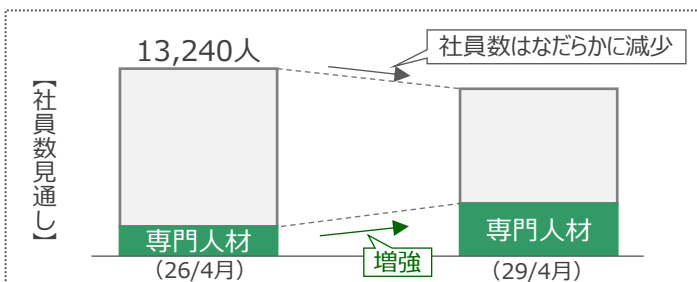 13,240人
社員数はなだらかに減少
【社員数見通し】
専門人材
専門人材
増強
（26/4月）
（29/4月）